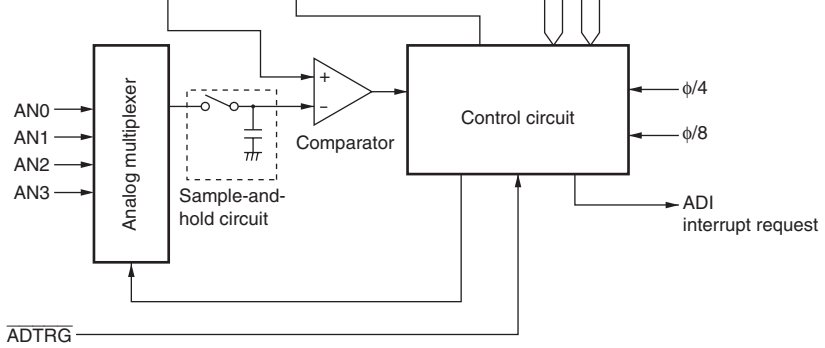 AN0
AN1
AN2
AN3
Analog multiplexer
Sample-and-
hold circuit
+
−
Comparator
Control circuit
ϕ/4
ϕ/8
ADI
interrupt request
ADTRG